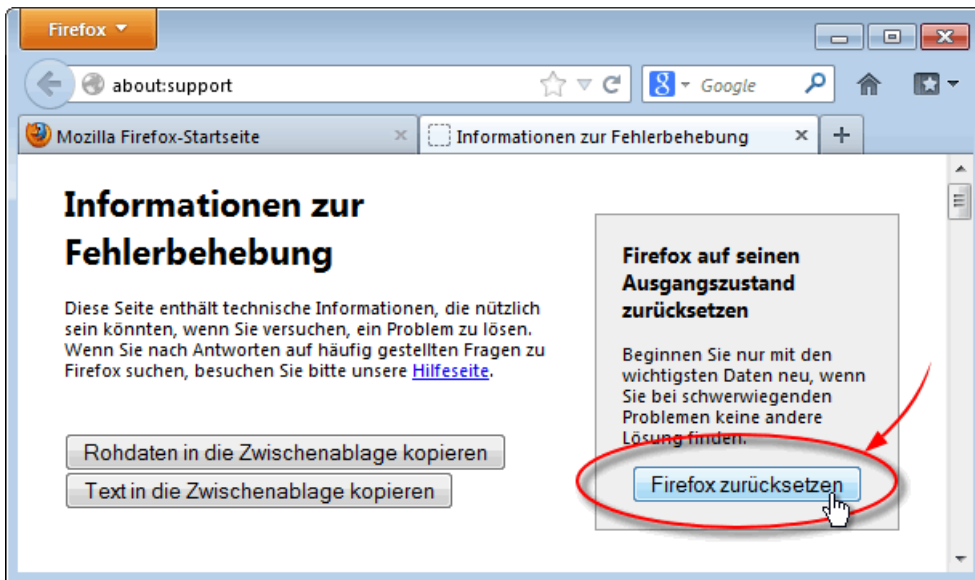 Firefox
about:support
Google
Mozilla Firefox-Startseite
Informationen zur Fehlerbehebung
Informationen zur
Fehlerbehebung
Diese Seite enthält technische Informationen, die nützlich
sein könnten, wenn Sie versuchen, ein Problem zu lösen.
Wenn Sie nach Antworten auf häufig gestellten Fragen zu
Firefox suchen, besuchen Sie bitte unsere Hilfeseite.
Rohdaten in die Zwischenablage kopieren
Text in die Zwischenablage kopieren
Firefox auf seinen
Ausgangszustand
zurücksetzen
Beginnen Sie nur mit den
wichtigsten Daten neu, wenn
Sie bei schwerwiegenden
Problemen keine andere
Lösung finden.
Firefox zurücksetzen